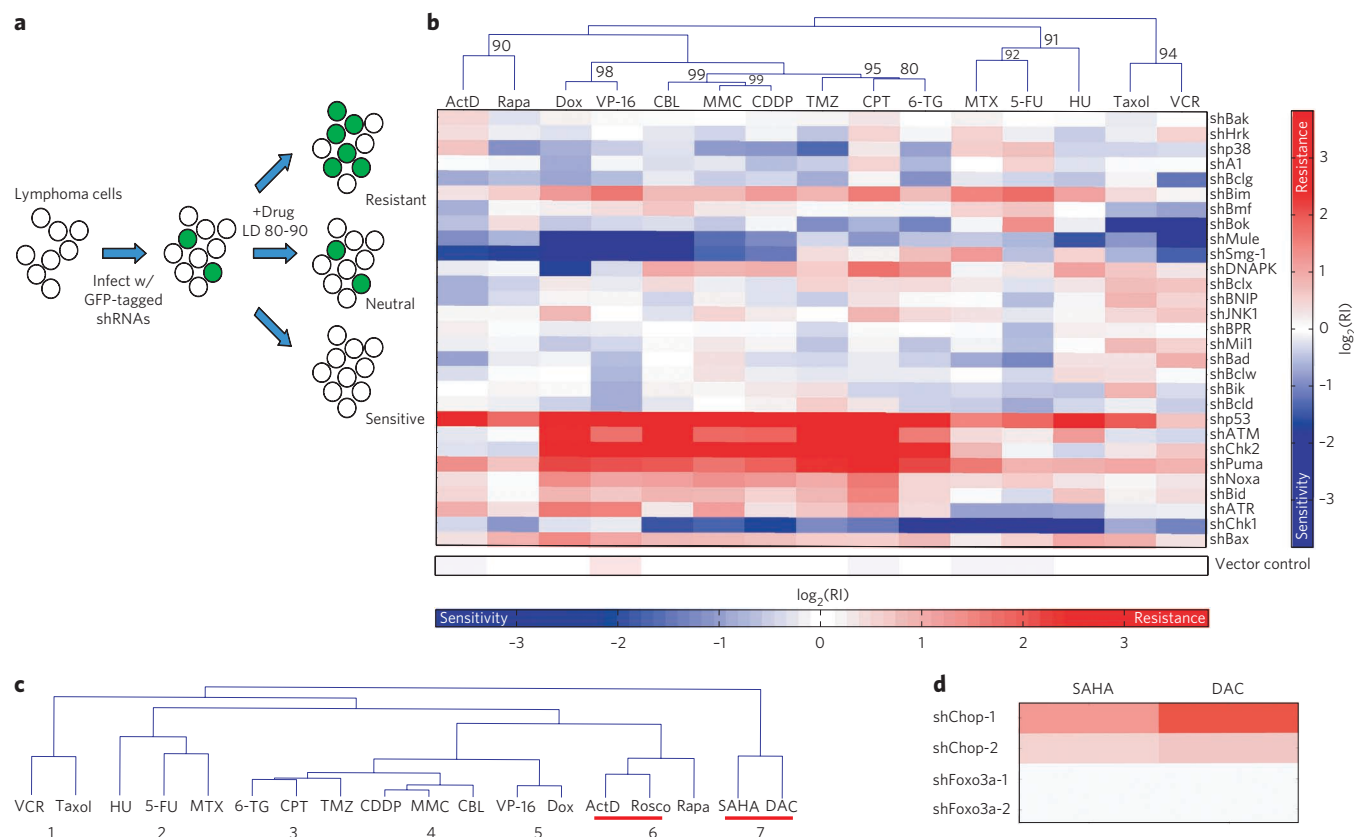 a
Lymphoma cells
Infect w/
GFP-tagged
shRNAs
+Drug
LD 80-90
Resistant
Neutral
Sensitive
b
90
98
99
99
95
80
92
91
94
ActD Rapa Dox VP-16 CBL MMC CDDP TMZ CPT 6-TG MTX 5-FU HU Taxol VCR
shBak
shHrk
shp38
shA1
shBclg
shBim
shBmf
shBok
shMule
shSmg-1
shDNAPK
shBclx
shBNIP
shJNK1
shBPR
shMil1
shBad
shBclw
shBik
shBcld
shp53
shATM
shChk2
shPuma
shNoxa
shBid
shATR
shChk1
shBax
Vector control
Resistance
3
2
1
0
-1
-2
-3
Sensitivity
log2(RI)
log2(RI)
Sensitivity Resistance
-3 -2 -1 0 1 2 3
c
VCR Taxol HU 5-FU MTX 6-TG CPT TMZ CDDP MMC CBL VP-16 Dox ActD Rosco Rapa SAHA DAC
1 2 3 4 5 6 7
d
SAHA DAC
shChop-1
shChop-2
shFoxo3a-1
shFoxo3a-2